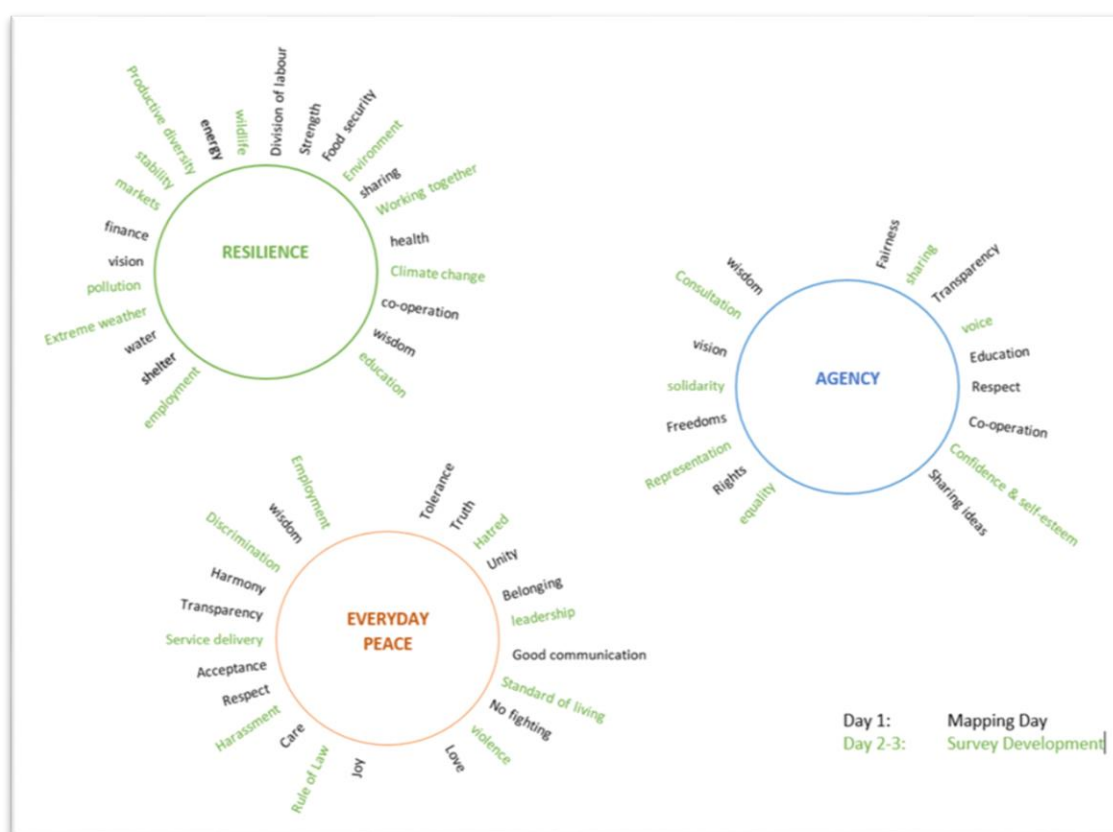 Productive diversity
energy
wildlife
Division of labour
Strength
Food security
Environment
sharing
Working together
health
Climate change
co-operation
wisdom
education
stability
markets
finance
vision
pollution
Extreme weather
water
shelter
employment
RESILIENCE
wisdom
Consultation
vision
solidarity
Freedoms
Representation
Rights
equality
Fairness
sharing
Transparency
voice
Education
Respect
Co-operation
Confidence & self-esteem
Sharing ideas
AGENCY
Employment
wisdom
Discrimination
Harmony
Transparency
Service delivery
Acceptance
Respect
Harassment
Care
Rule of Law
Joy
Tolerance
Truth
Hatred
Unity
Belonging
leadership
Good communication
Standard of living
No fighting
violence
Love
EVERYDAY
PEACE
Day 1: Mapping Day
Day 2-3: Survey Development